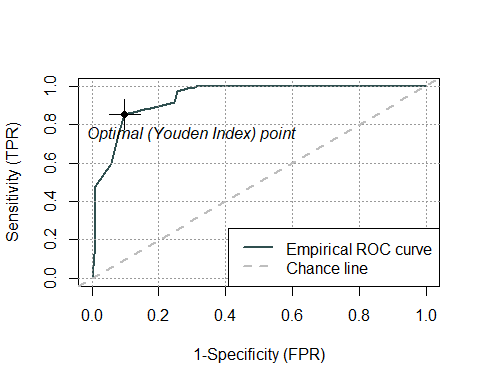 Sensitivity (TPR)
1.0
0.8
0.6
0.4
0.2
0.0
Optimal (Youden Index) point
Empirical ROC curve
Chance line
0.0 0.2 0.4 0.6 0.8 1.0
1-Specificity (FPR)